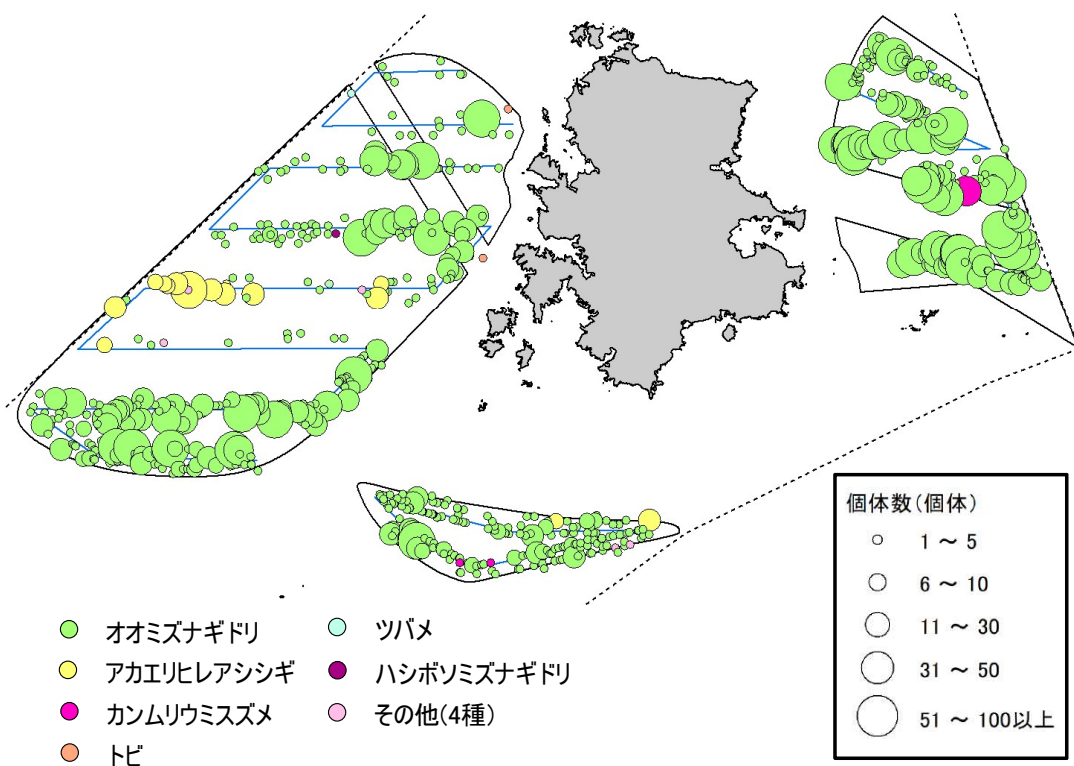 個体数(個体)
1 ～ 5
6 ～ 10
11 ～ 30
31 ～ 50
51 ～ 100以上
オオミズナギドリ
アカエリヒレアシシギ
カンムリウミスズメ
トビ
ツバメ
ハシボソミズナギドリ
その他(4種)